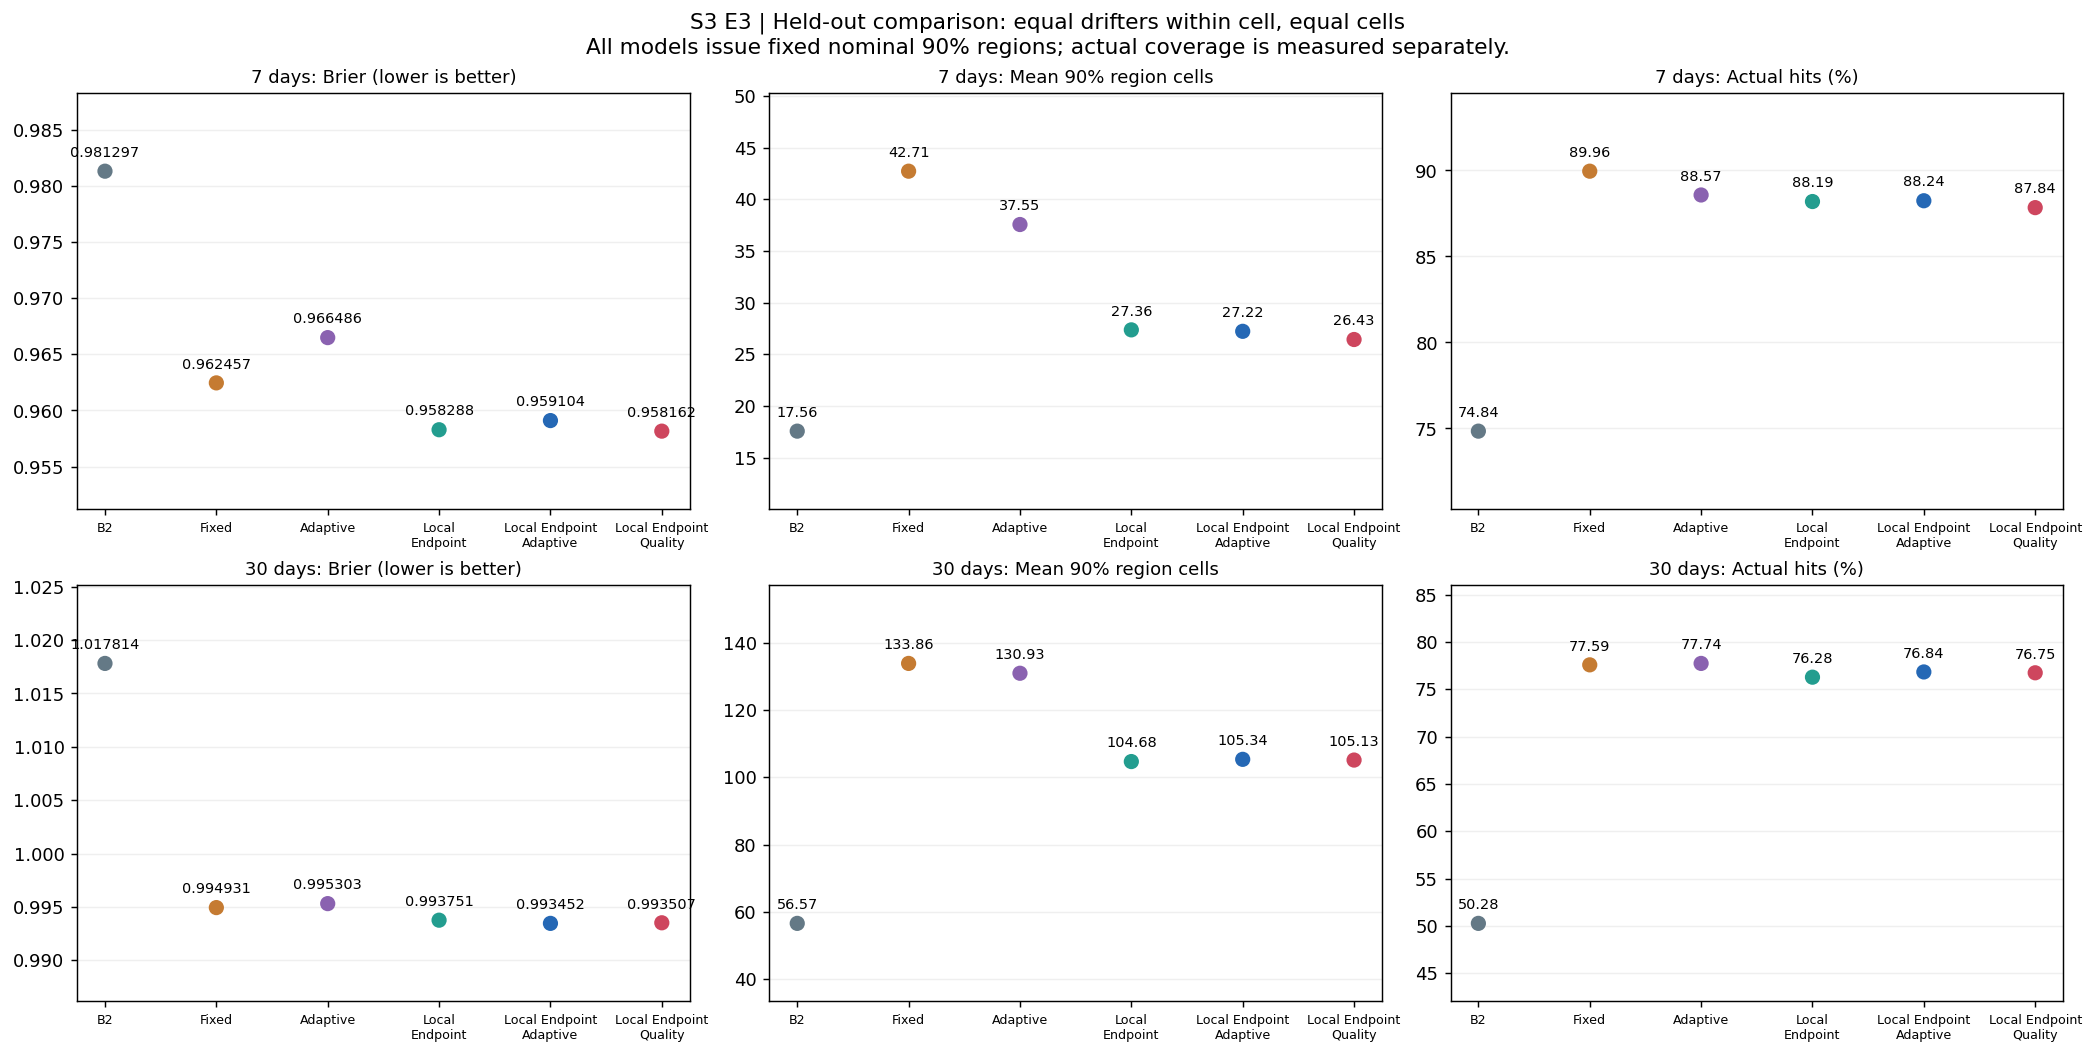 S3 E3 | Held-out comparison: equal drifters within cell, equal cells
All models issue fixed nominal 90% regions; actual coverage is measured separately.
7 days: Brier (lower is better)
0.985
0.980
0.975
0.970
0.965
0.960
0.955
0.981297
0.962457
0.966486
0.958288
0.959104
0.958162
B2
Fixed
Adaptive
Local
Endpoint
Local Endpoint
Adaptive
Local Endpoint
Quality
7 days: Mean 90% region cells
50
45
40
35
30
25
20
15
17.56
42.71
37.55
27.36
27.22
26.43
B2
Fixed
Adaptive
Local
Endpoint
Local Endpoint
Adaptive
Local Endpoint
Quality
7 days: Actual hits (%)
90
85
80
75
74.84
89.96
88.57
88.19
88.24
87.84
B2
Fixed
Adaptive
Local
Endpoint
Local Endpoint
Adaptive
Local Endpoint
Quality
30 days: Brier (lower is better)
1.025
1.020
1.015
1.010
1.005
1.000
0.995
0.990
1.017814
0.994931
0.995303
0.993751
0.993452
0.993507
B2
Fixed
Adaptive
Local
Endpoint
Local Endpoint
Adaptive
Local Endpoint
Quality
30 days: Mean 90% region cells
140
120
100
80
60
40
56.57
133.86
130.93
104.68
105.34
105.13
B2
Fixed
Adaptive
Local
Endpoint
Local Endpoint
Adaptive
Local Endpoint
Quality
30 days: Actual hits (%)
85
80
75
70
65
60
55
50
45
50.28
77.59
77.74
76.28
76.84
76.75
B2
Fixed
Adaptive
Local
Endpoint
Local Endpoint
Adaptive
Local Endpoint
Quality